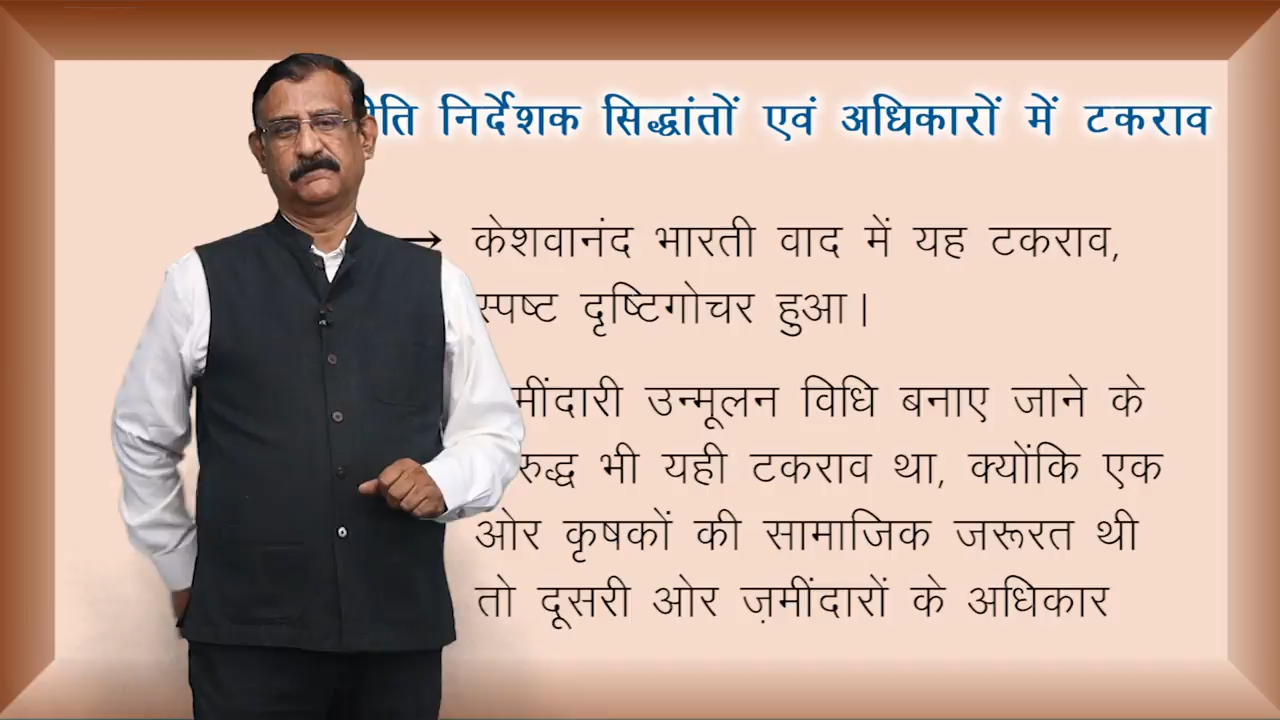 निर्देशक सिद्धांतों एवं अधिकारों में टकराव
→ केशवानंद भारती वाद में यह टकराव,
स्पष्ट दृष्टिगोचर हुआ।
उन्मूलन विधि बनाए जाने के
भी यही टकराव था, क्योंकि एक
ओर कृषकों की सामाजिक जरूरत थी
तो दूसरी ओर ज़मींदारों के अधिकार